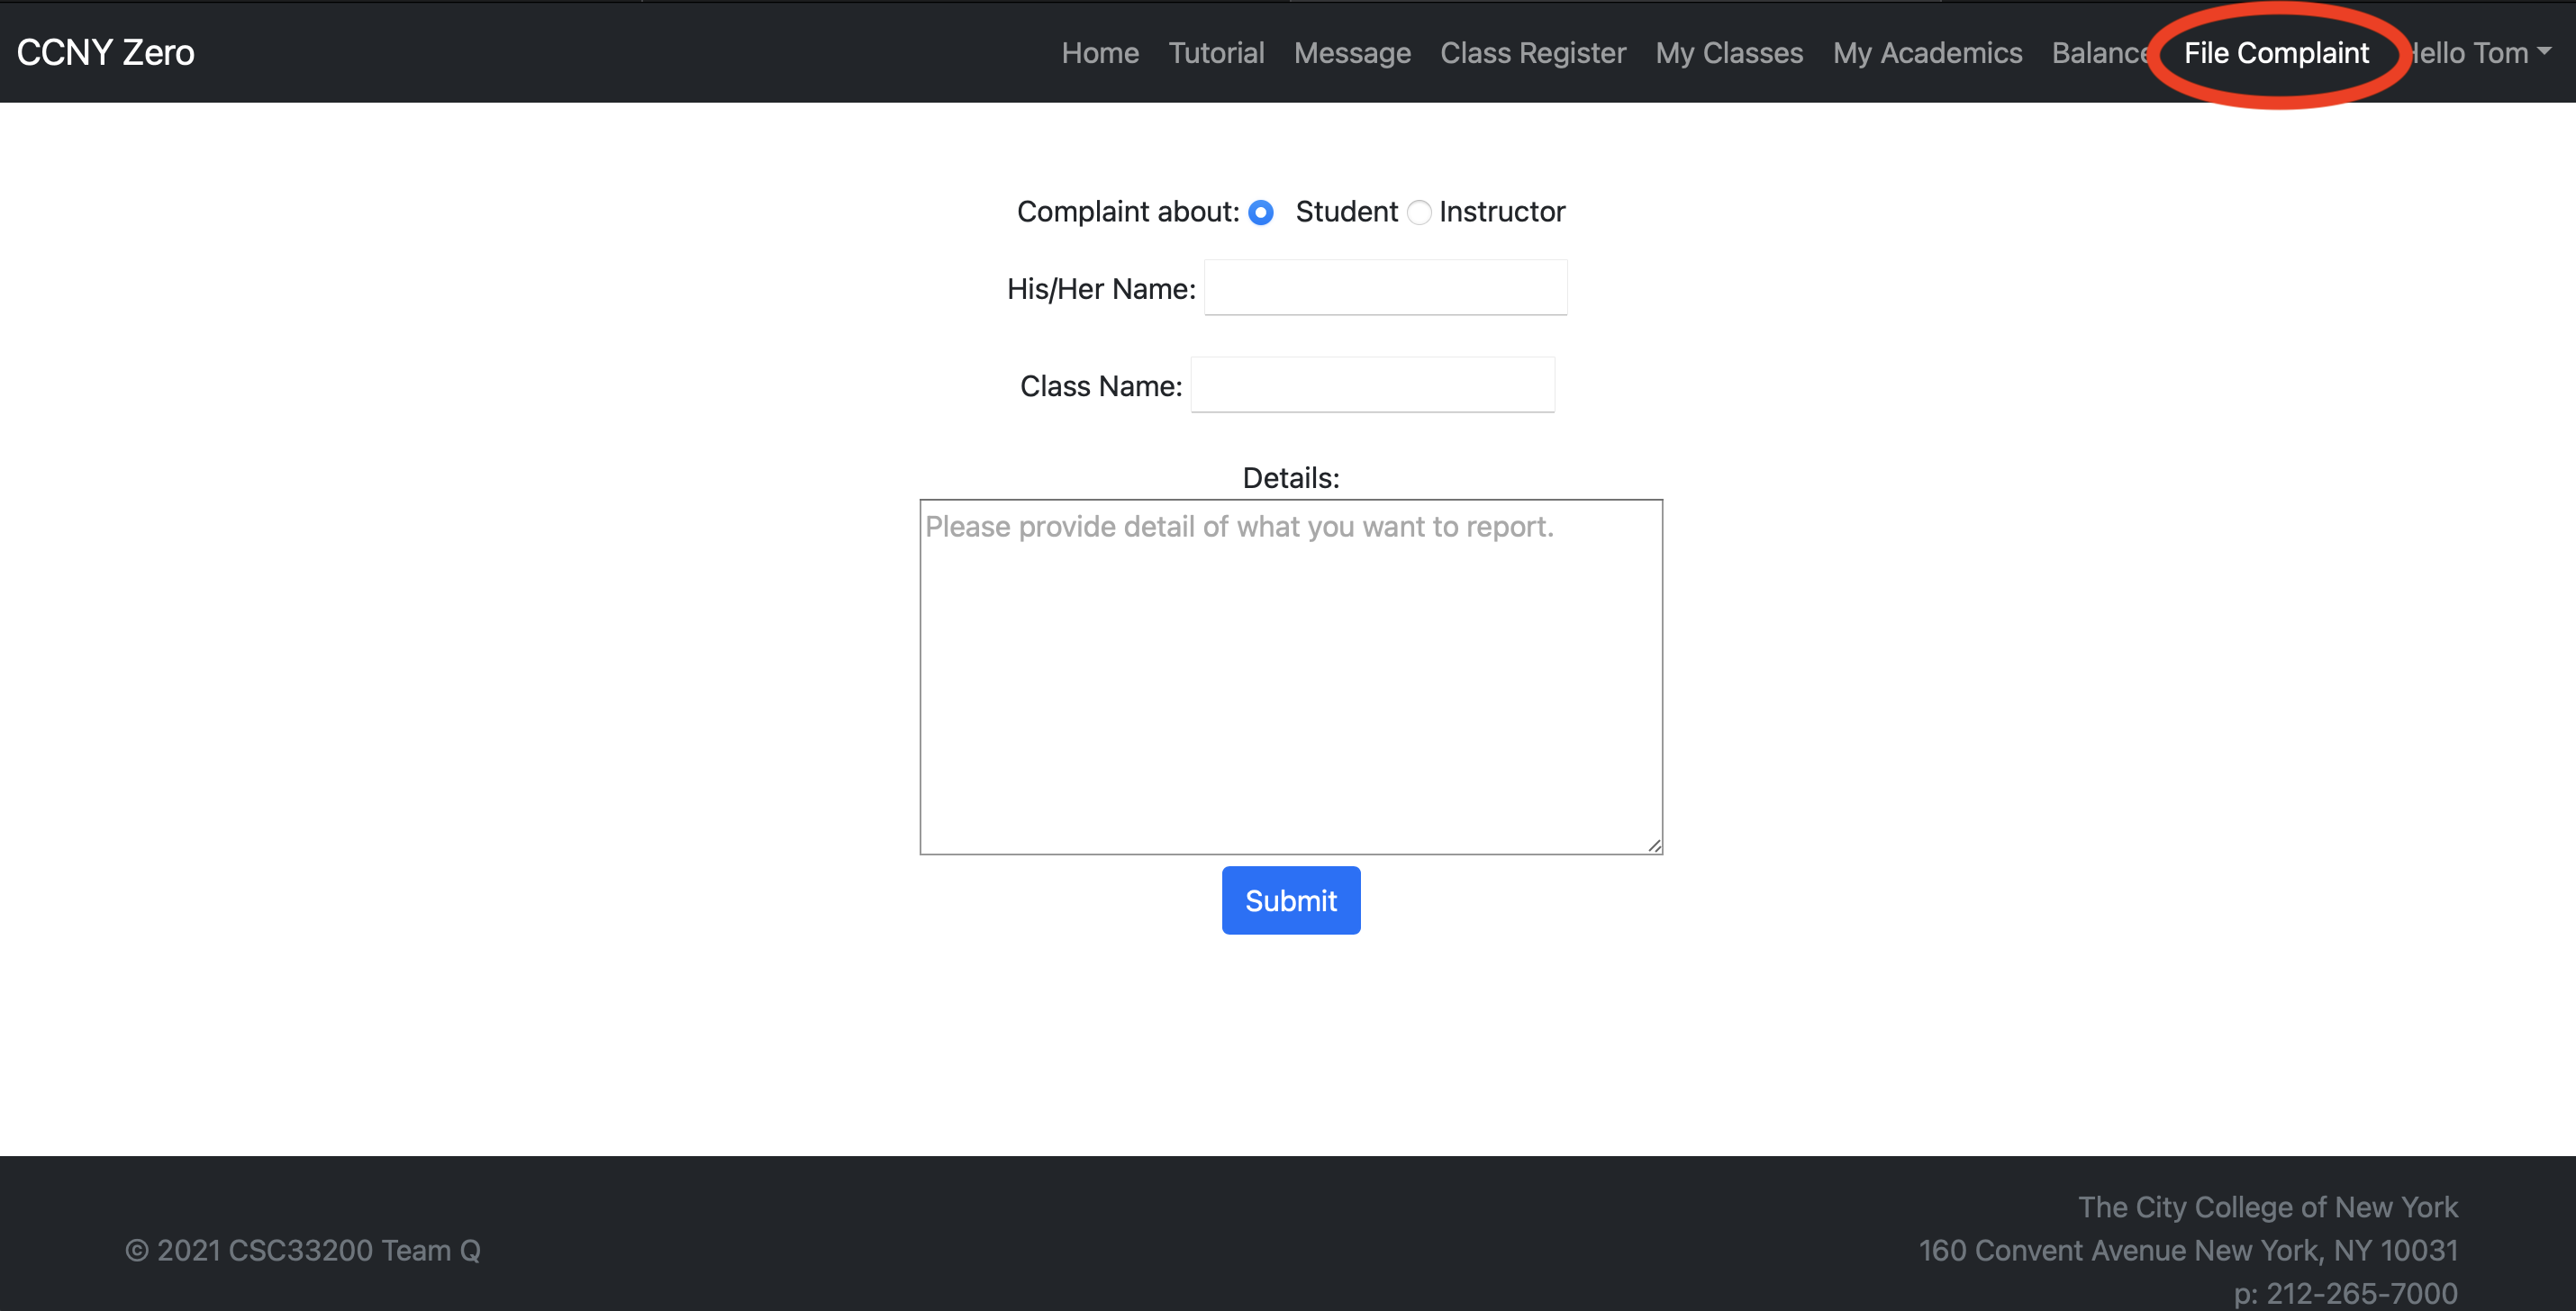 CCNY Zero Home Tutorial Message Class Register My Classes My Academics Balance File Complaint Hello Tom
Complaint about: Student Instructor
His/Her Name:
Class Name:
Details:
Please provide detail of what you want to report.
Submit
The City College of New York
© 2021 CSC33200 Team Q 160 Convent Avenue New York, NY 10031
p: 212-265-7000